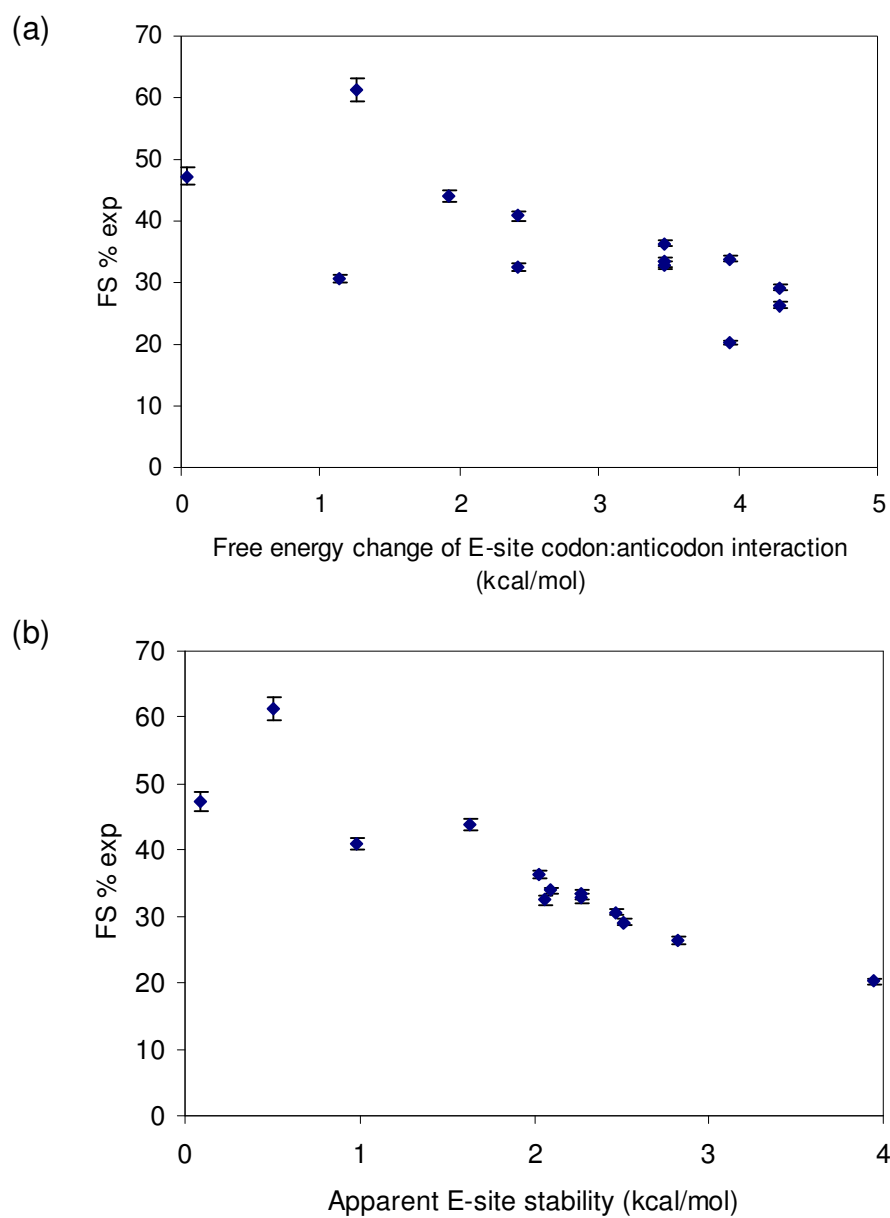 (a)
70
60
50
40
30
20
10
0
FS % exp
0 1 2 3 4 5
Free energy change of E-site codon:anticodon interaction
(kcal/mol)
(b)
70
60
50
40
30
20
10
0
FS % exp
0 1 2 3 4
Apparent E-site stability (kcal/mol)